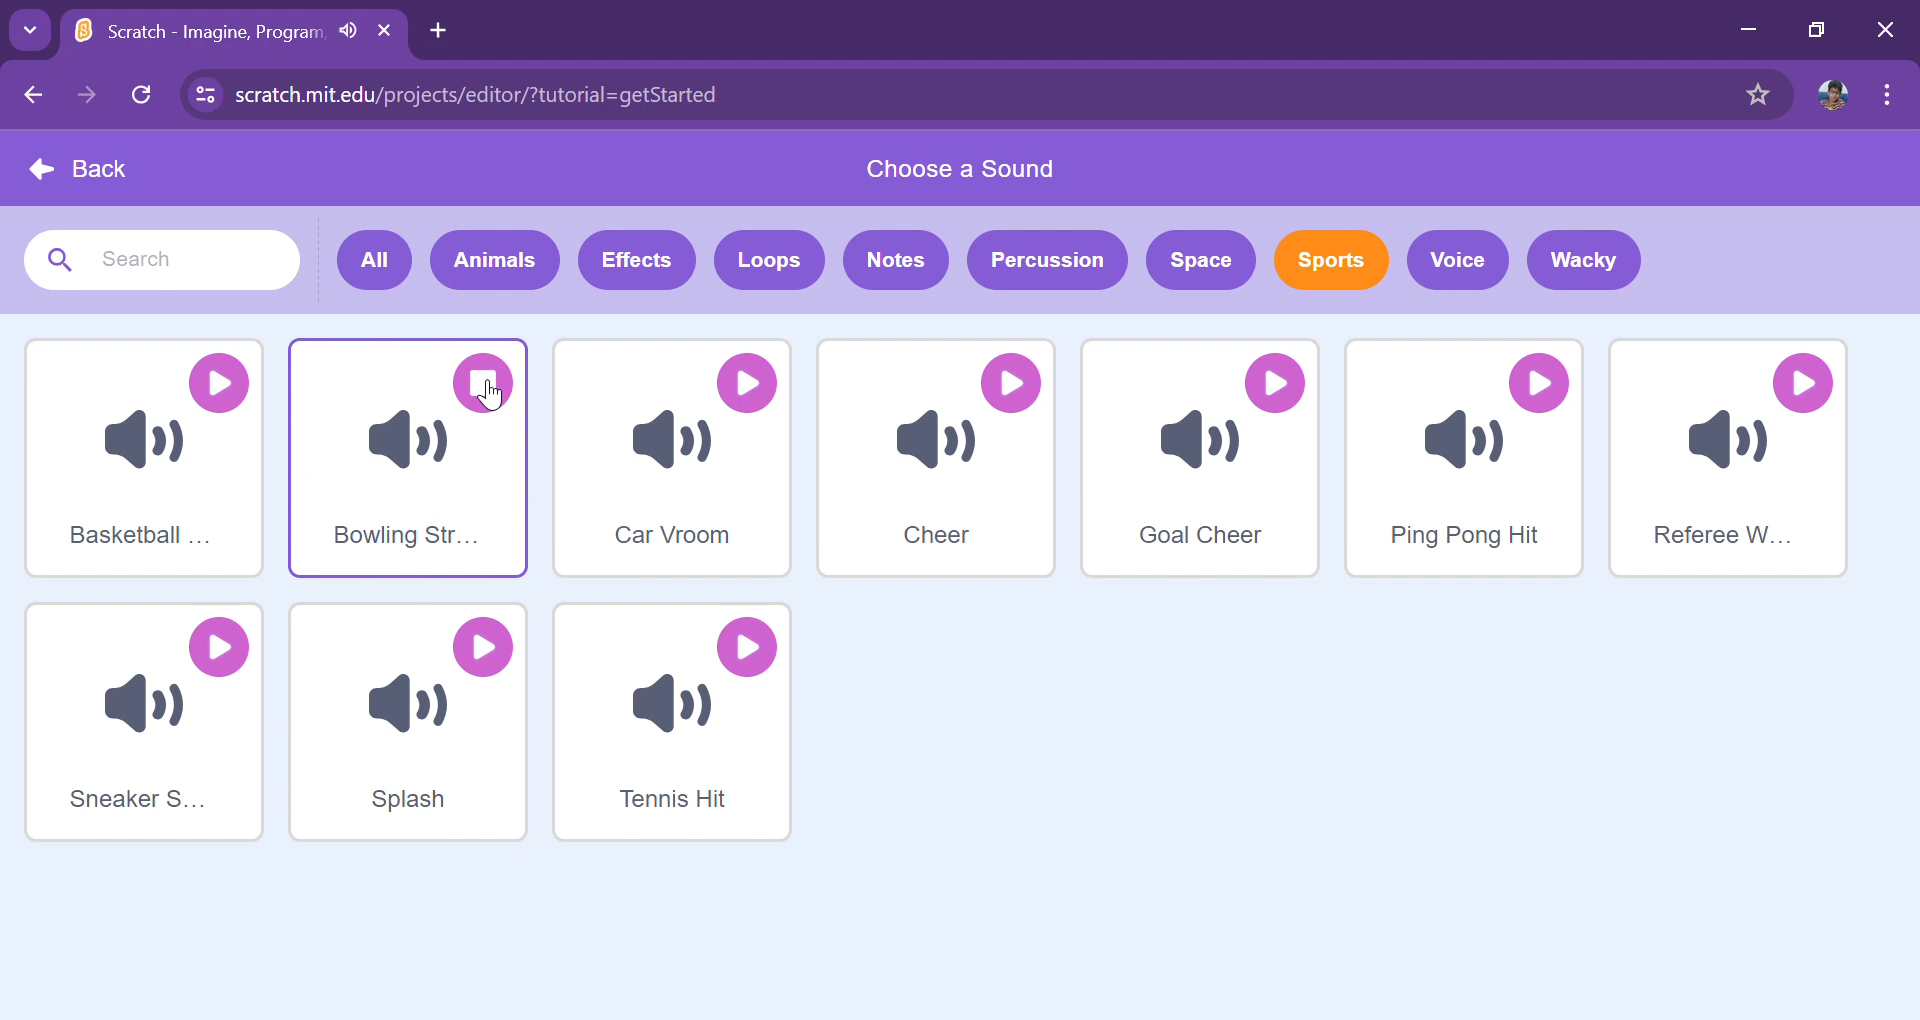 Scratch - Imagine, Program,
scratch.mit.edu/projects/editor/?tutorial=getStarted
Back
Choose a Sound
Search
All
Animals
Effects
Loops
Notes
Percussion
Space
Sports
Voice
Wacky
Basketball ...
Bowling Str...
Car Vroom
Cheer
Goal Cheer
Ping Pong Hit
Referee W...
Sneaker S...
Splash
Tennis Hit